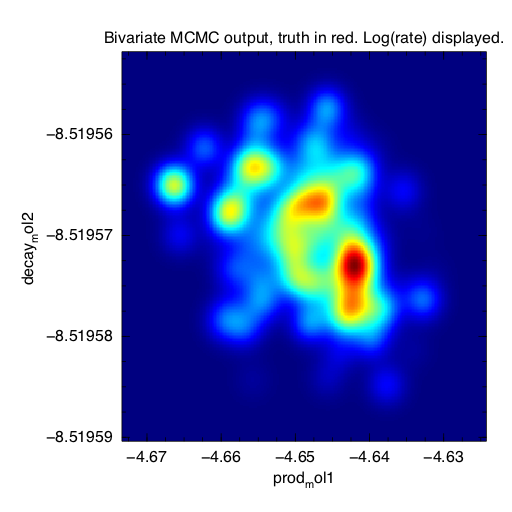 Bivariate MCMC output, truth in red. Log(rate) displayed.
−8.51956
−8.51957
−8.51958
−8.51959
decay_mol2
−4.67 −4.66 −4.65 −4.64 −4.63
prod_mol1